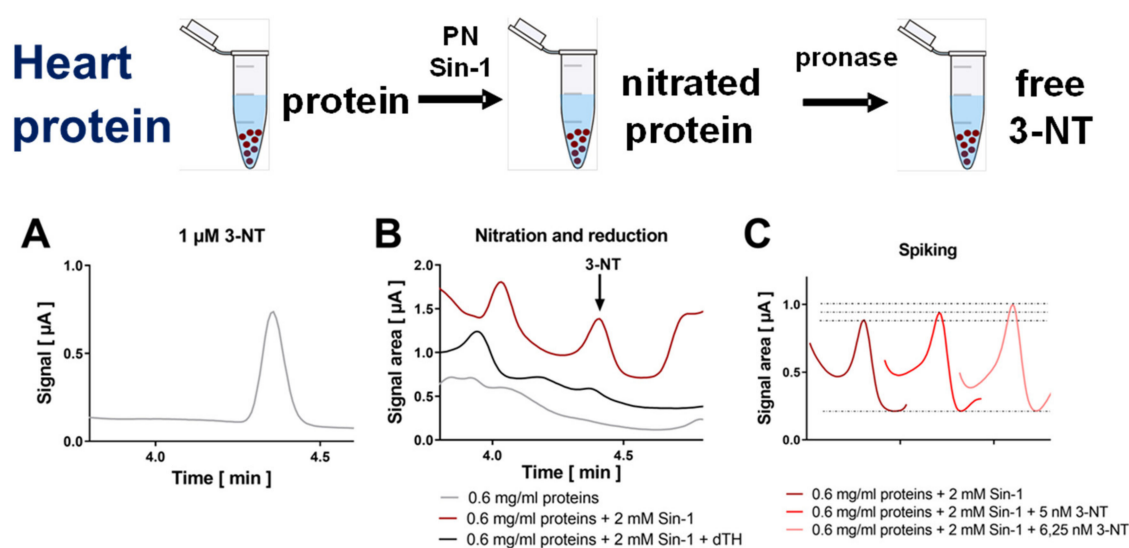 Heart
protein
protein
PN
Sin-1
nitrated
protein
pronase
free
3-NT
A
1 µM 3-NT
Signal [ µA ]
1.0
0.5
0.0
4.0
4.5
Time [ min ]
B
Nitration and reduction
3-NT
Signal area [ µA ]
2.0
1.5
1.0
0.5
0.0
4.0
4.5
Time [ min ]
0.6 mg/ml proteins
0.6 mg/ml proteins + 2 mM Sin-1
0.6 mg/ml proteins + 2 mM Sin-1 + dTH
C
Spiking
Signal area [ µA ]
1.0
0.5
0.0
0.6 mg/ml proteins + 2 mM Sin-1
0.6 mg/ml proteins + 2 mM Sin-1 + 5 nM 3-NT
0.6 mg/ml proteins + 2 mM Sin-1 + 6,25 nM 3-NT